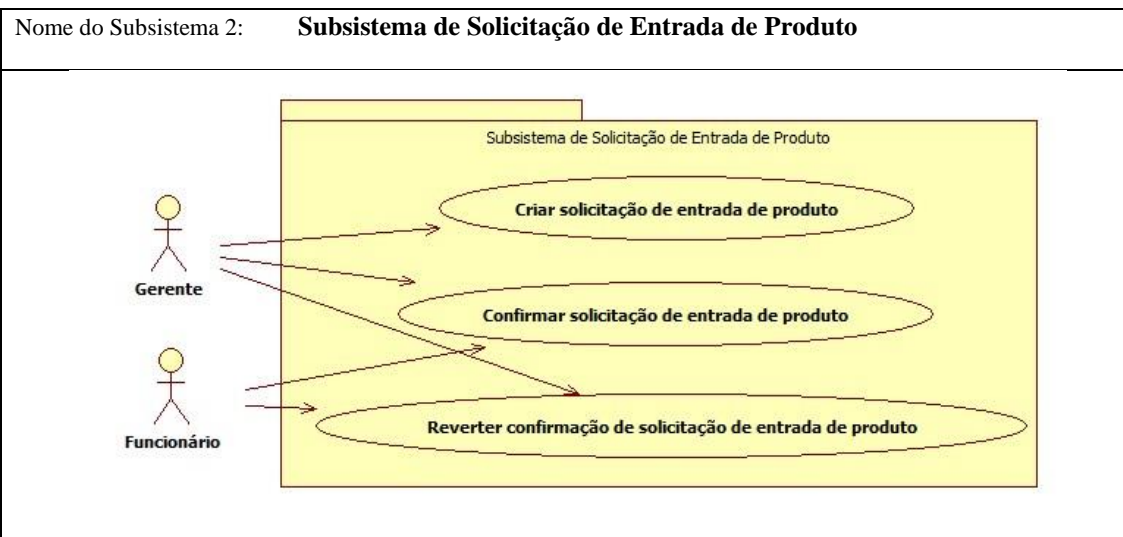 Nome do Subsistema 2: Subsistema de Solicitação de Entrada de Produto
Subsistema de Solicitação de Entrada de Produto
Criar solicitação de entrada de produto
Gerente
Confirmar solicitação de entrada de produto
Reverter confirmação de solicitação de entrada de produto
Funcionário